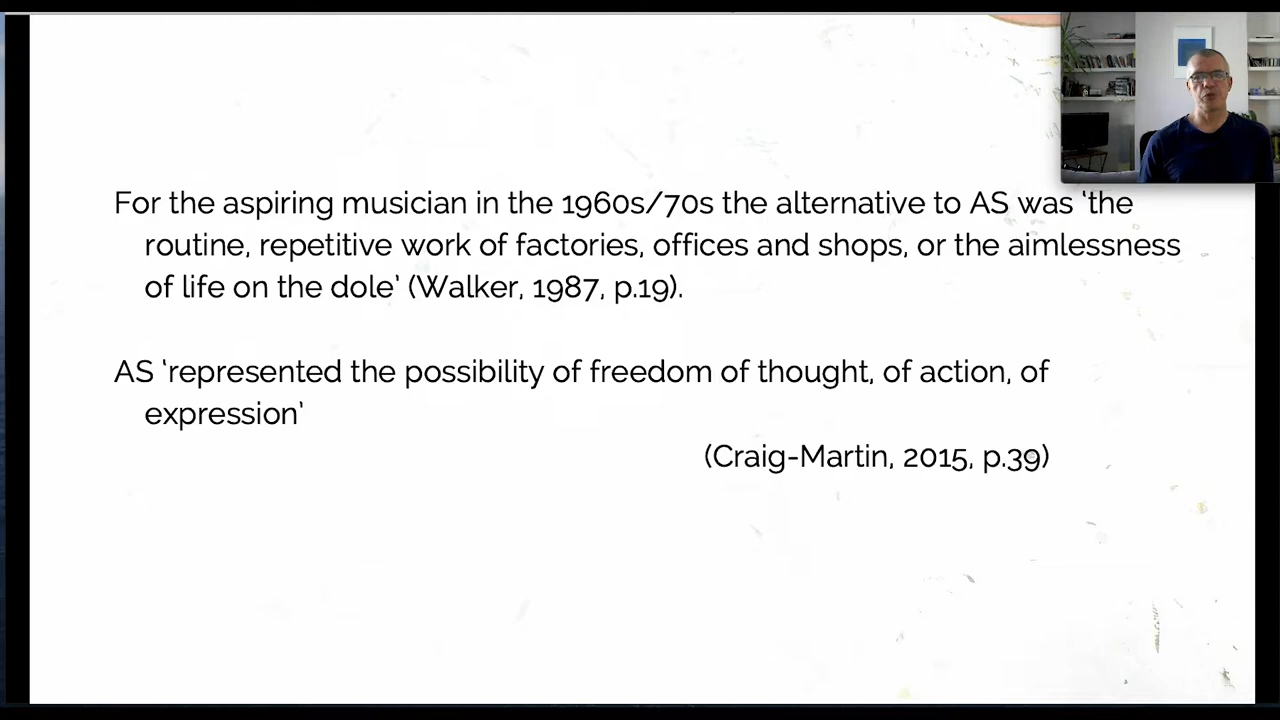 For the aspiring musician in the 1960s/70s the alternative to AS was ‘the
routine, repetitive work of factories, offices and shops, or the aimlessness
of life on the dole’ (Walker, 1987, p.19).
AS ‘represented the possibility of freedom of thought, of action, of
expression’
(Craig-Martin, 2015, p.39)